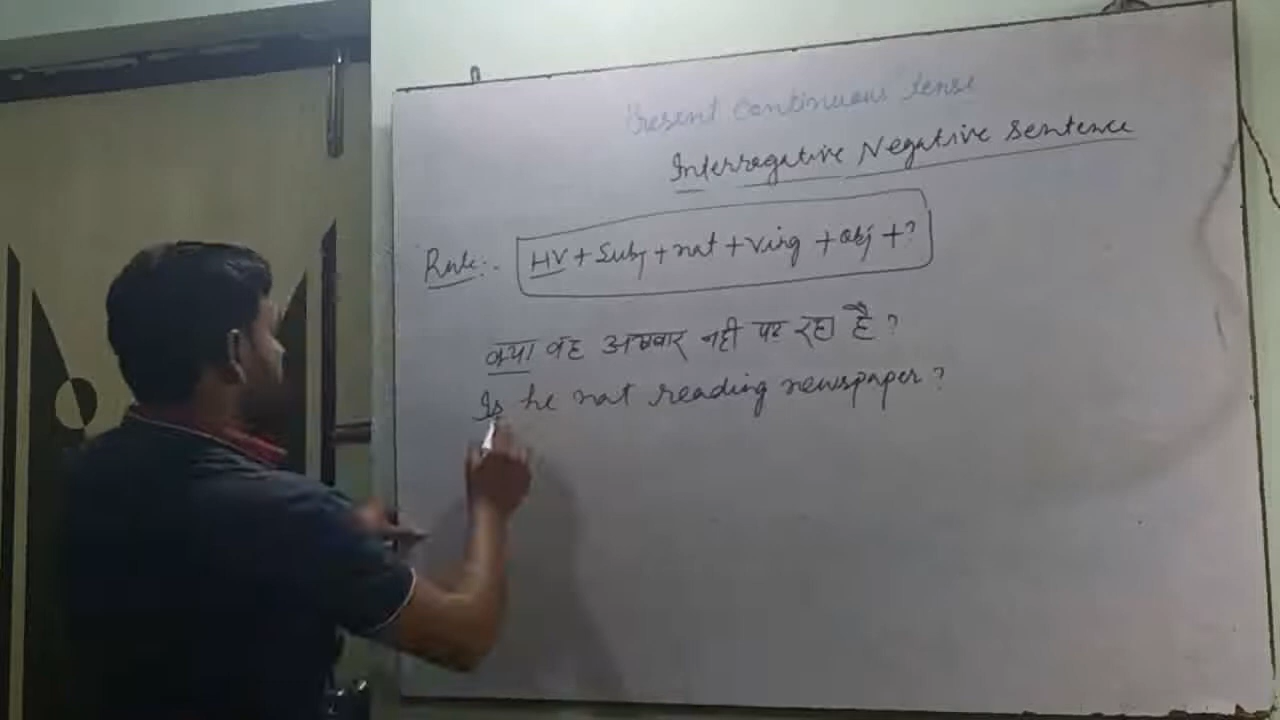 Present Continuous tense
Interrogative Negative Sentence
Rule:- HV + Subj + not + Ving + obj + ?
क्या वह अखबार नही पढ रहा है ?
Is he not reading newspaper ?